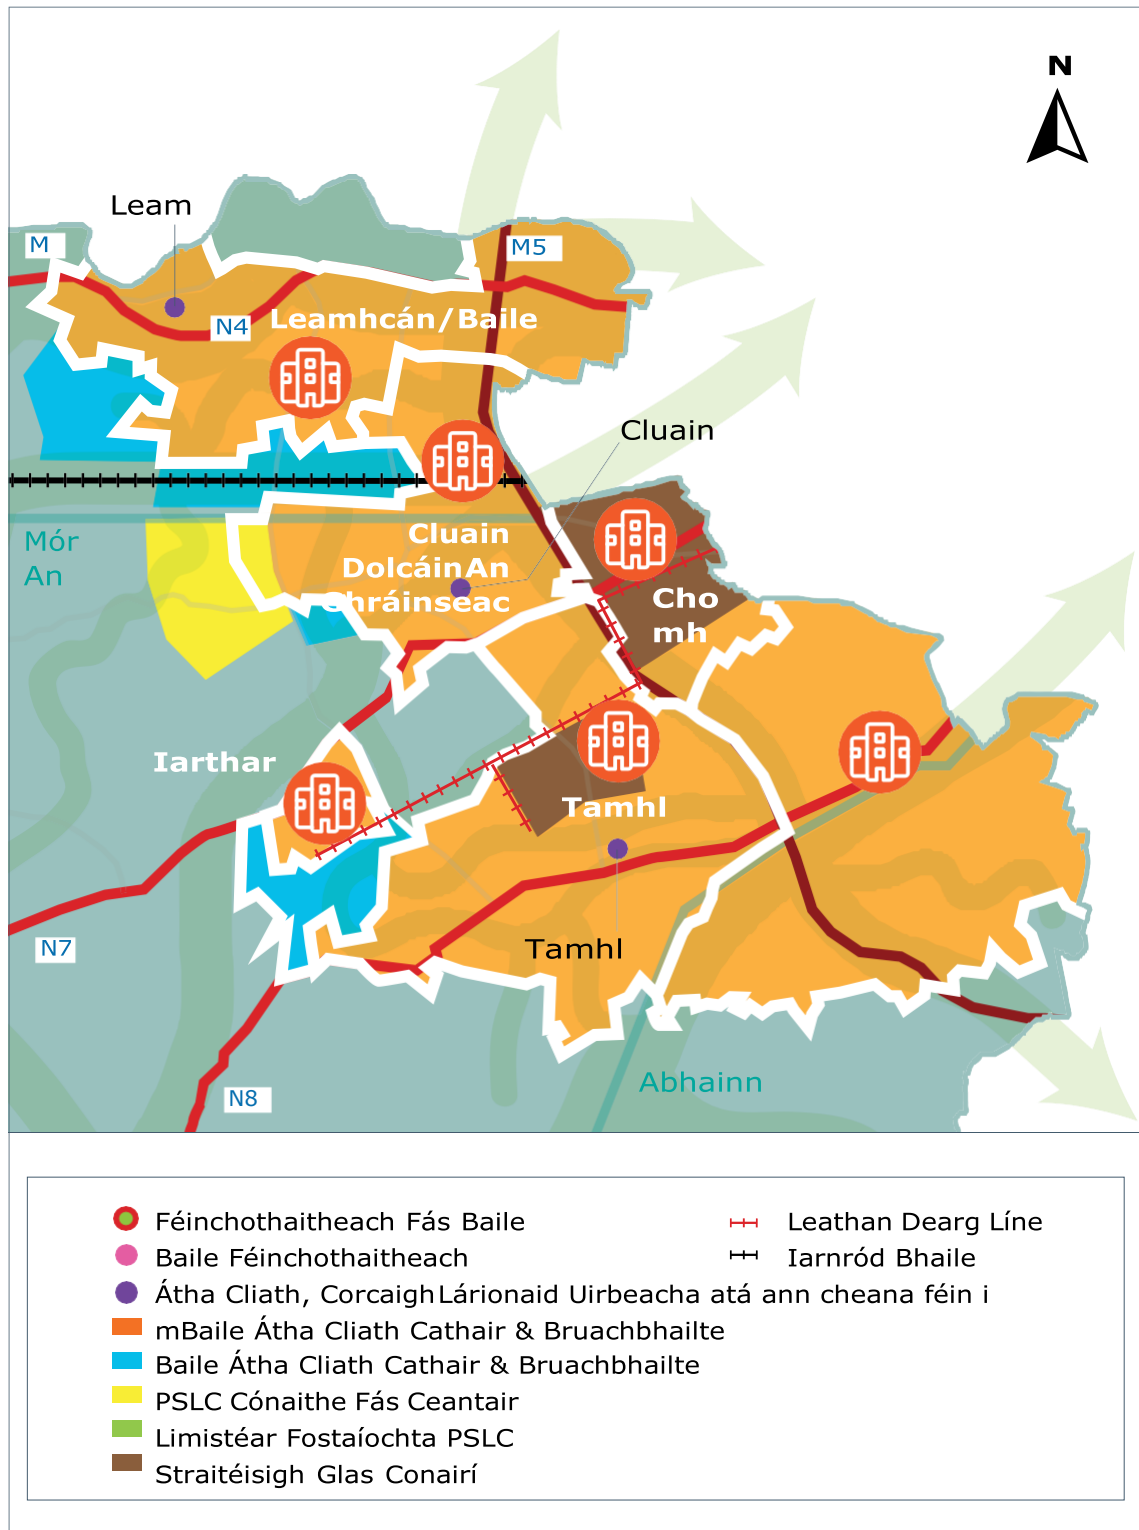 N
Leam
M
M5
N4
Leamhcán/Baile
Cluain
Mór
An
Cluain
DolcáinAn
Chráinseac
Cho
mh
Iarthar
Tamhl
N7
Tamhl
N8
Abhainn
Féinchothaitheach Fás Baile
Baile Féinchothaitheach
Átha Cliath, Corcaigh Lárionaid Uirbeacha atá ann cheana féin i
mBaile Átha Cliath Cathair & Bruachbhailte
Baile Átha Cliath Cathair & Bruachbhailte
PSLC Cónaithe Fás Ceantair
Limistéar Fostaíochta PSLC
Straitéisigh Glas Conairí
Leathan Dearg Líne
Iarnród Bhaile